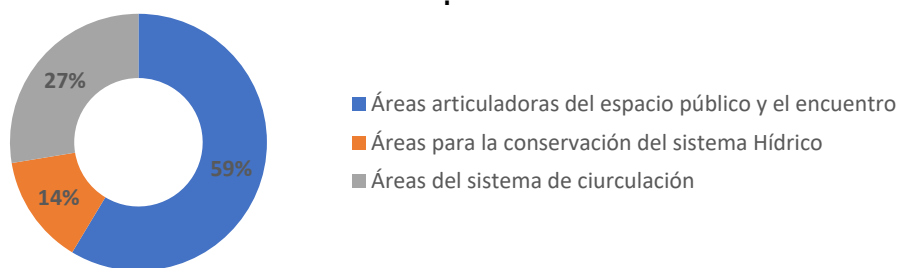 27%
59%
14%
Áreas articuladoras del espacio público y el encuentro
Áreas para la conservación del sistema Hídrico
Áreas del sistema de ciurculación